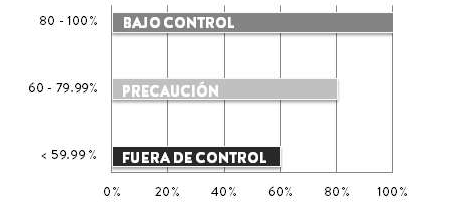 80 - 100% BAJO CONTROL
60 - 79.99% PRECAUCIÓN
< 59.99% FUERA DE CONTROL
0% 20% 40% 60% 80% 100%